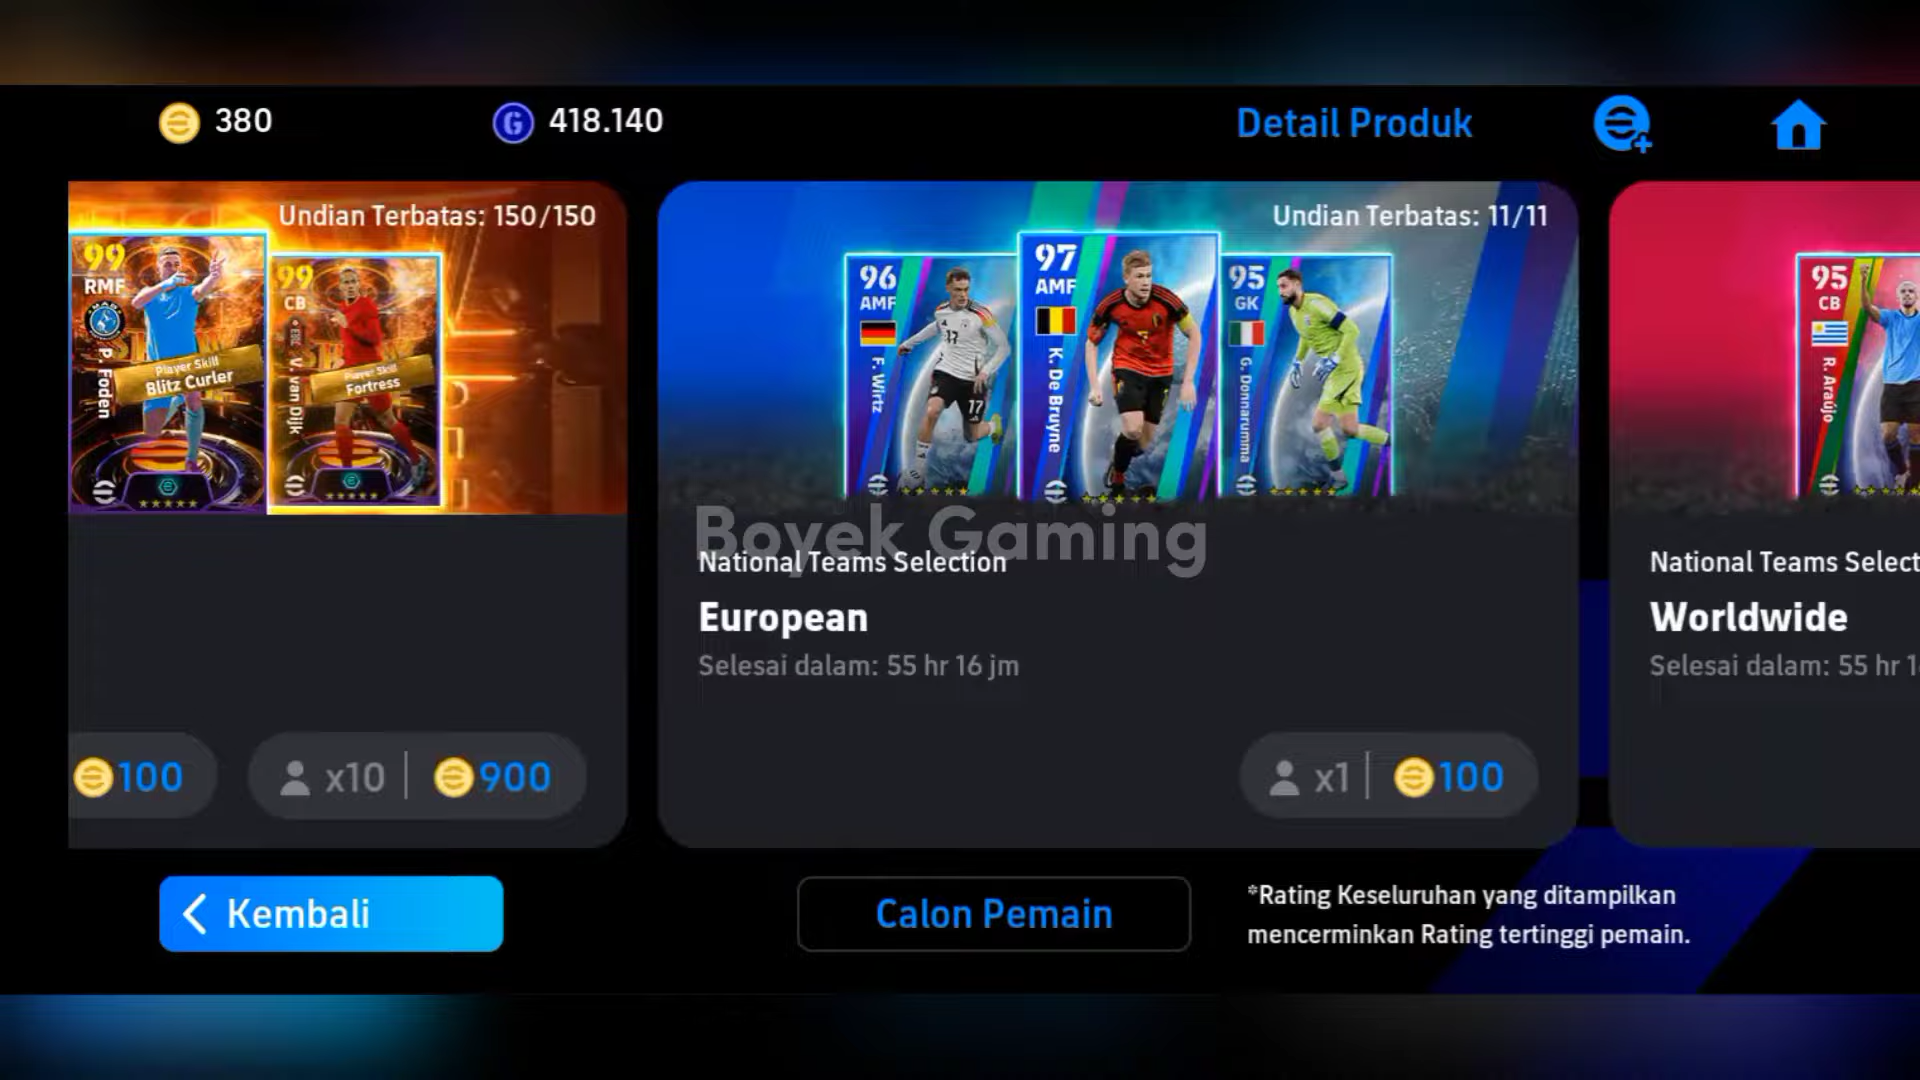 380
418.140
Detail Produk
Undian Terbatas: 150/150
99
RMF
P. Foden
Player Skill
Blitz Curler
99
CB
V. van Dijk
Player Skill
Fortress
x10
900
100
Undian Terbatas: 11/11
96
AMF
F. Wirtz
17
97
AMF
K. De Bruyne
95
GK
G. Donnarumma
Boyek Gaming
National Teams Selection
European
Selesai dalam: 55 hr 16 jm
x1
100
95
CB
R. Araújo
National Teams Select
Worldwide
Selesai dalam: 55 hr 1
Kembali
Calon Pemain
*Rating Keseluruhan yang ditampilkan
mencerminkan Rating tertinggi pemain.